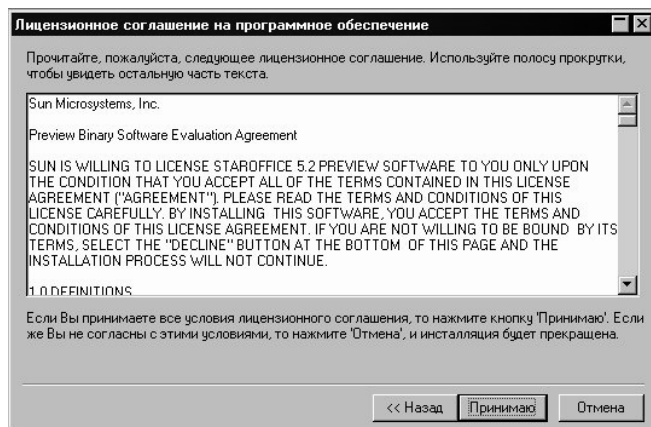 Лицензионное соглашение на программное обеспечение
Прочитайте, пожалуйста, следующее лицензионное соглашение. Используйте полосу прокрутки,
чтобы увидеть остальную часть текста.
Sun Microsystems, Inc.
Preview Binary Software Evaluation Agreement
SUN IS WILLING TO LICENSE STAROFFICE 5.2 PREVIEW SOFTWARE TO YOU ONLY UPON
THE CONDITION THAT YOU ACCEPT ALL OF THE TERMS CONTAINED IN THIS LICENSE
AGREEMENT ("AGREEMENT"). PLEASE READ THE TERMS AND CONDITIONS OF THIS
LICENSE CAREFULLY. BY INSTALLING THIS SOFTWARE, YOU ACCEPT THE TERMS AND
CONDITIONS OF THIS LICENSE AGREEMENT. IF YOU ARE NOT WILLING TO BE BOUND BY ITS
TERMS, SELECT THE "DECLINE" BUTTON AT THE BOTTOM OF THIS PAGE AND THE
INSTALLATION PROCESS WILL NOT CONTINUE.
1.0 DEFINITIONS
Если Вы принимаете все условия лицензионного соглашения, то нажмите кнопку 'Принимаю'. Если
же Вы не согласны с этими условиями, то нажмите 'Отмена', и инсталляция будет прекращена.
<< Назад Принимаю Отмена